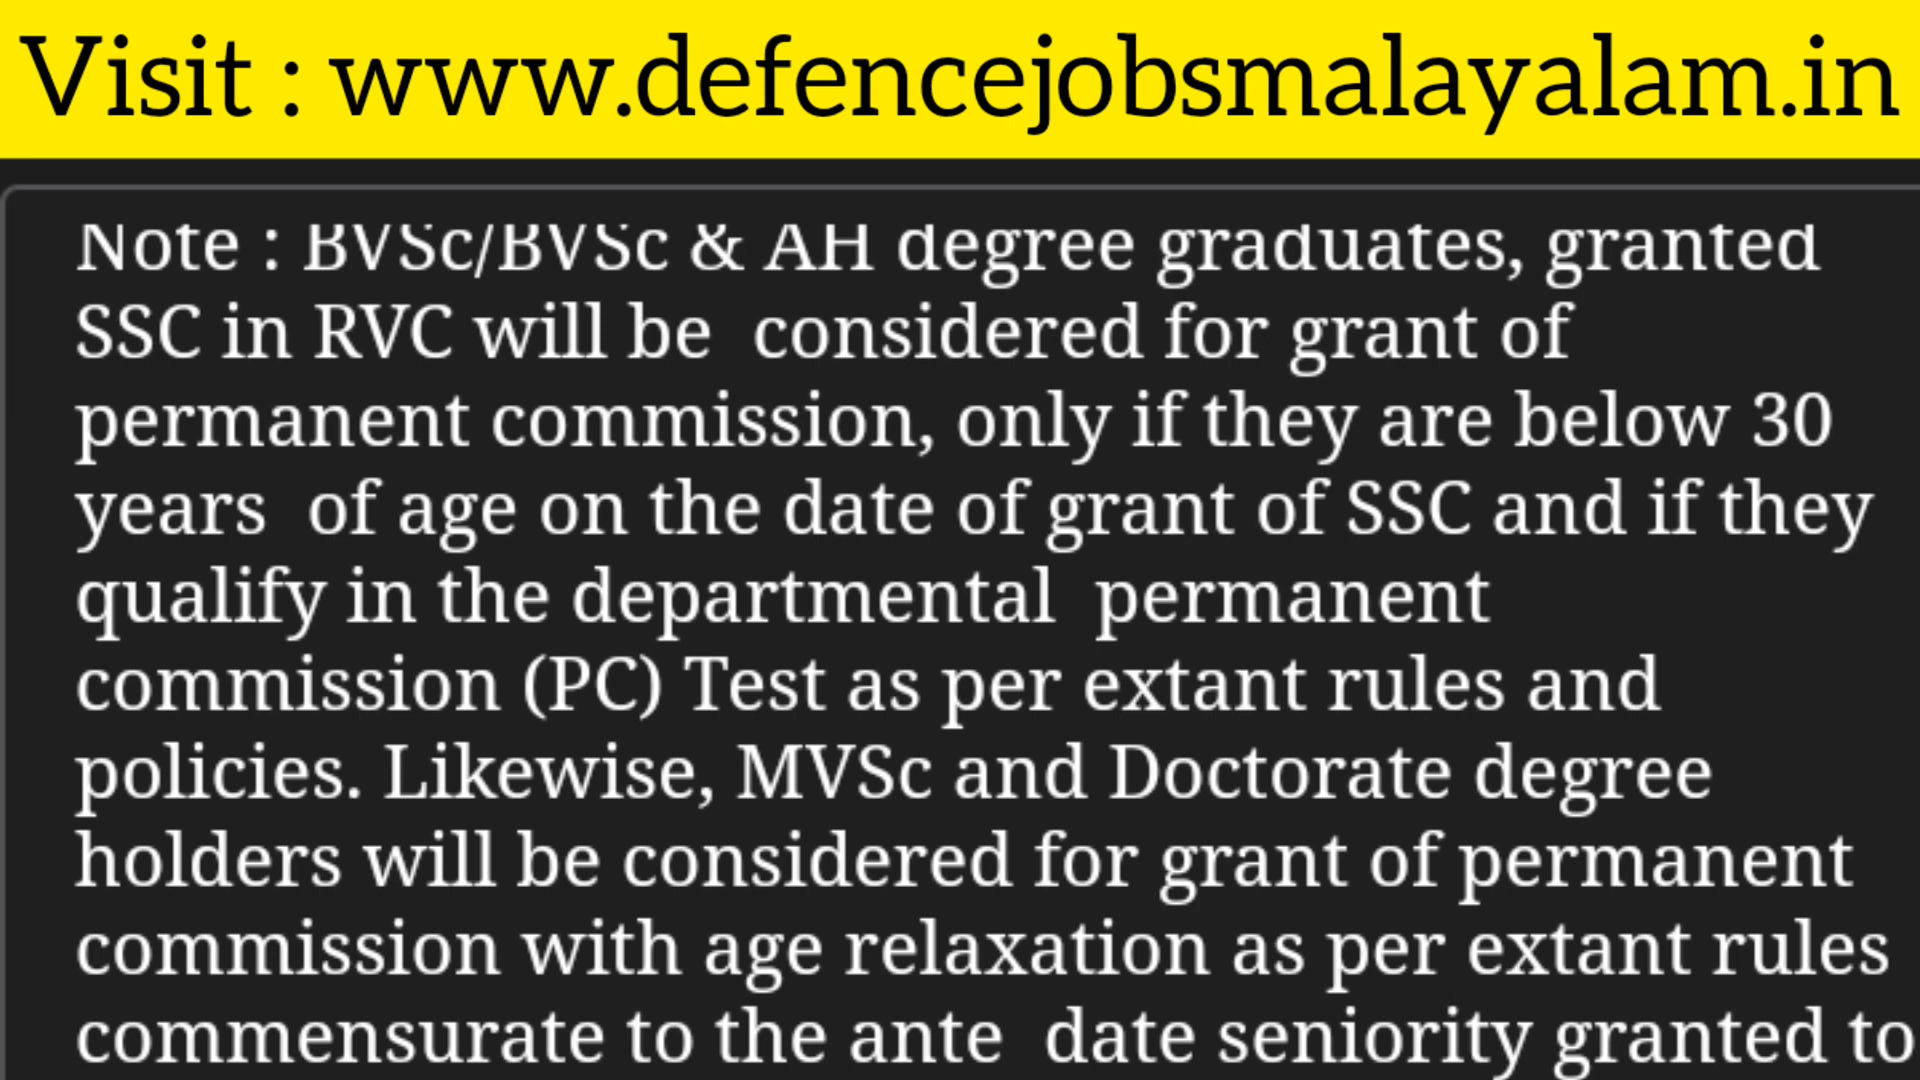 Visit : www.defencejobsmalayalam.in
Note : BVSc/BVSc & AH degree graduates, granted
SSC in RVC will be  considered for grant of
permanent commission, only if they are below 30
years  of age on the date of grant of SSC and if they
qualify in the departmental  permanent
commission (PC) Test as per extant rules and
policies. Likewise, MVSc and Doctorate degree
holders will be considered for grant of permanent
commission with age relaxation as per extant rules
commensurate to the ante  date seniority granted to